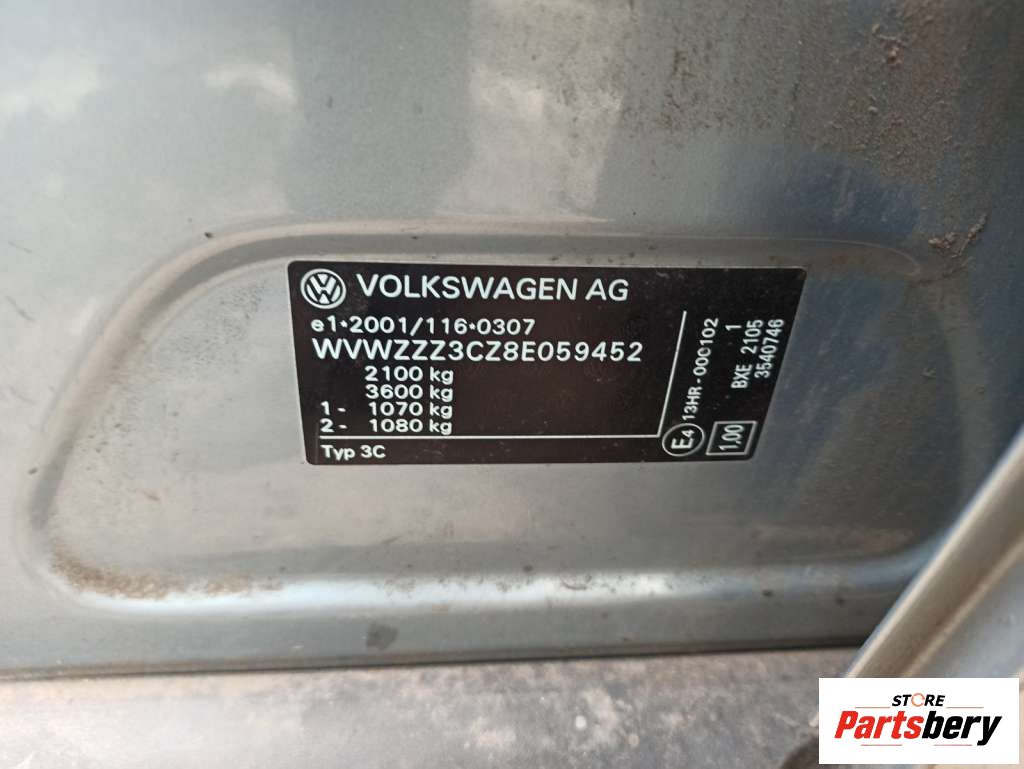 VOLKSWAGEN AG
e1*2001/116*0307
WVWZZZ3CZ8E059452
2100 kg
3600 kg
1 - 1070 kg
2 - 1080 kg
Typ 3C
E4 13HR-000102
1,00
BXE 2105 1
3540746
STORE
Partsbery